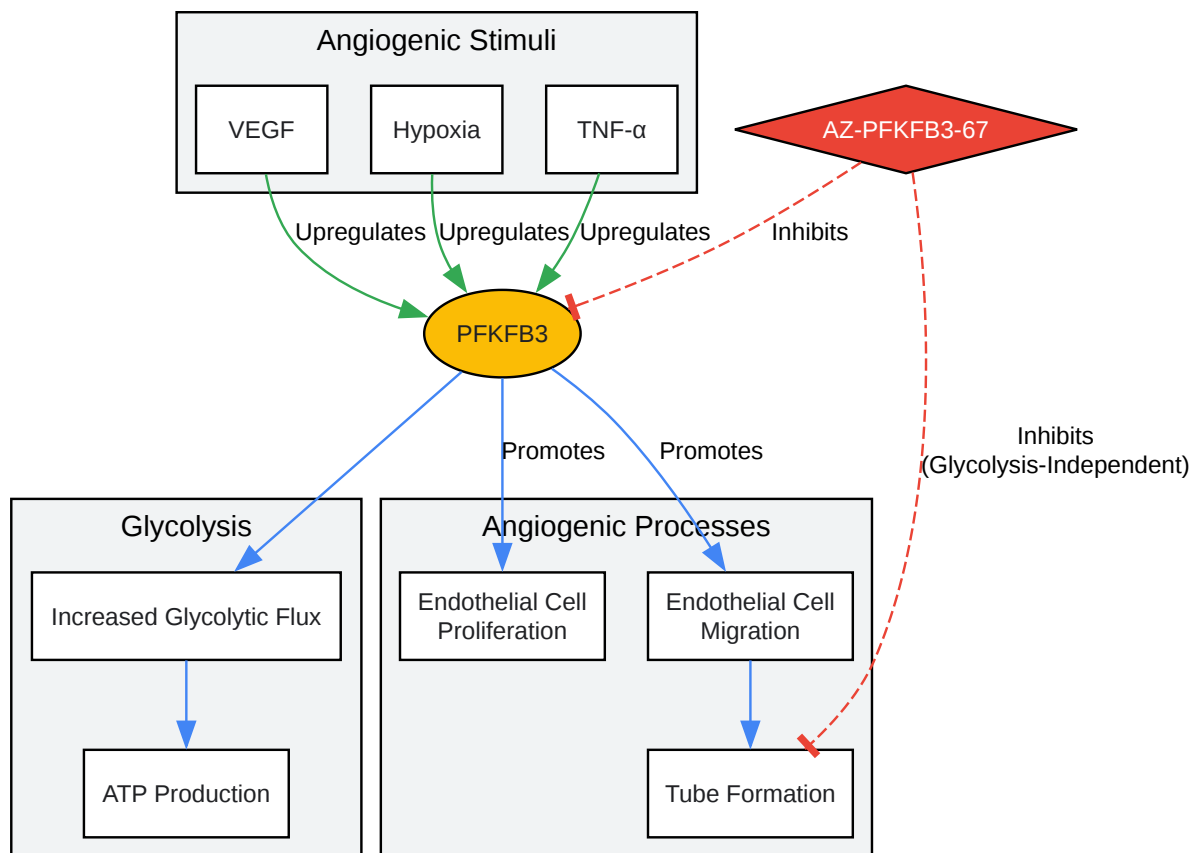 Angiogenic Stimuli
VEGF
Hypoxia
TNF-α
AZ-PFKFB3-67
Upregulates
Upregulates
Upregulates
Inhibits
PFKFB3
Promotes
Promotes
Inhibits
(Glycolysis-Independent)
Glycolysis
Angiogenic Processes
Increased Glycolytic Flux
Endothelial Cell
Proliferation
Endothelial Cell
Migration
ATP Production
Tube Formation